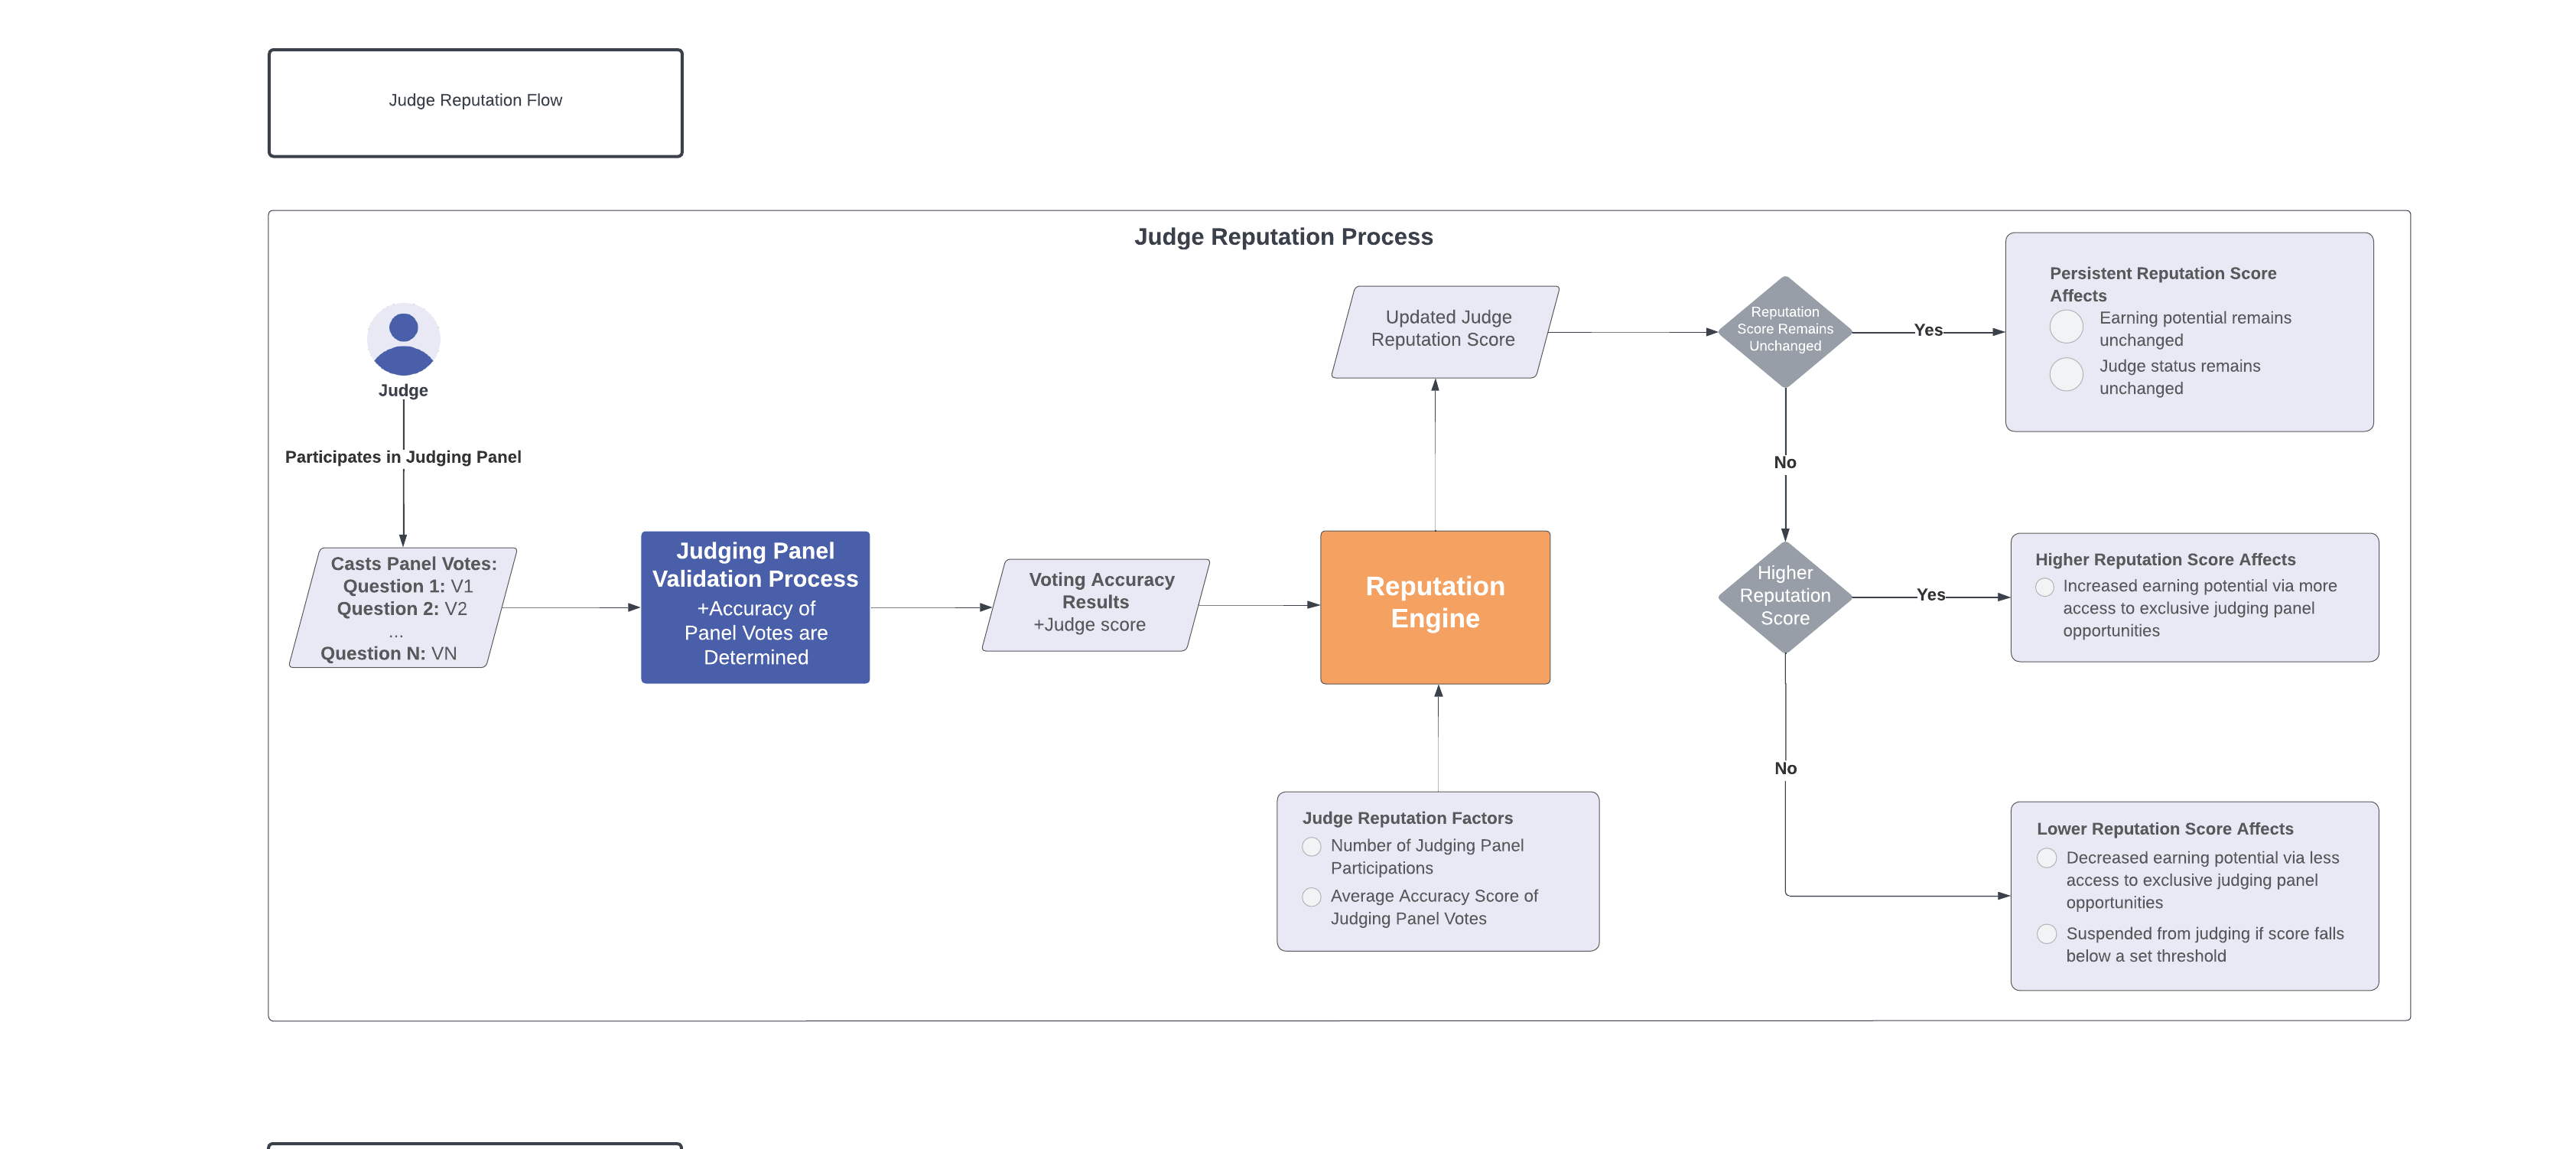 Judge Reputation Flow
Judge Reputation Process
Judge
Participates in Judging Panel
Casts Panel Votes:
Question 1: V1
Question 2: V2
...
Question N: VN
Judging Panel
Validation Process
+Accuracy of
Panel Votes are
Determined
Voting Accuracy
Results
+Judge score
Reputation
Engine
Judge Reputation Factors
Number of Judging Panel
Participations
Average Accuracy Score of
Judging Panel Votes
Updated Judge
Reputation Score
Reputation
Score Remains
Unchanged
Yes
Persistent Reputation Score
Affects
Earning potential remains
unchanged
Judge status remains
unchanged
No
Higher
Reputation
Score
Yes
Higher Reputation Score Affects
Increased earning potential via more
access to exclusive judging panel
opportunities
No
Lower Reputation Score Affects
Decreased earning potential via less
access to exclusive judging panel
opportunities
Suspended from judging if score falls
below a set threshold